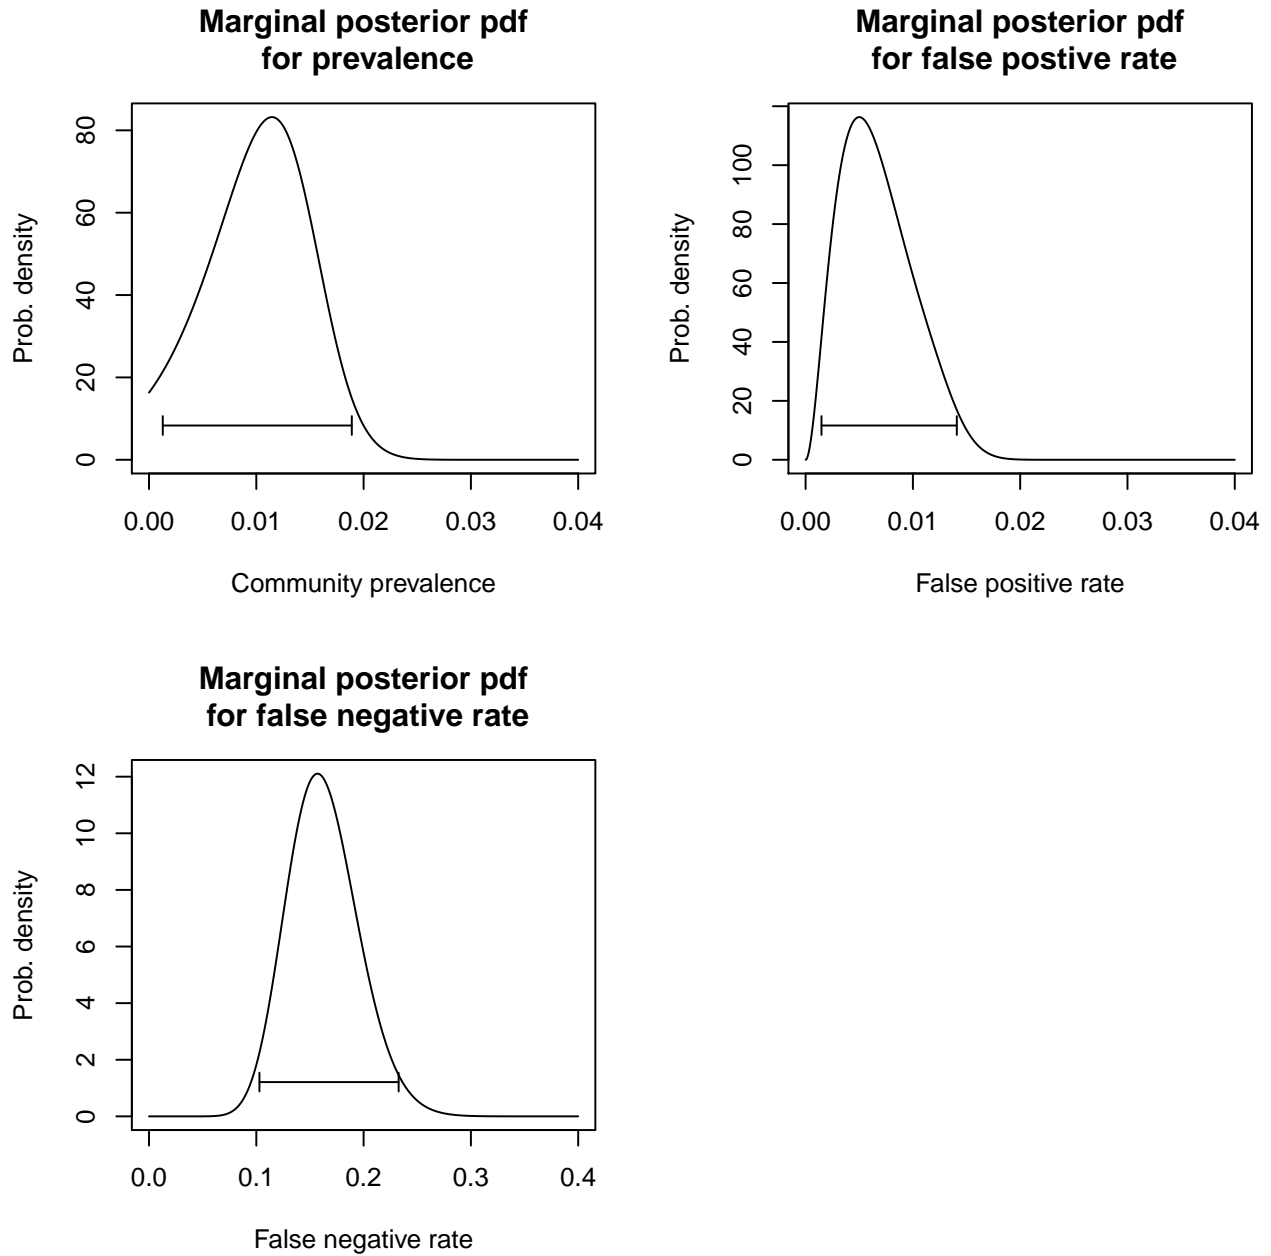 Marginal posterior pdf
for prevalence
Prob. density
80
60
40
20
0
0.00 0.01 0.02 0.03 0.04
Community prevalence
Marginal posterior pdf
for false postive rate
Prob. density
100
80
60
40
20
0
0.00 0.01 0.02 0.03 0.04
False positive rate
Marginal posterior pdf
for false negative rate
Prob. density
12
10
8
6
4
2
0
0.0 0.1 0.2 0.3 0.4
False negative rate